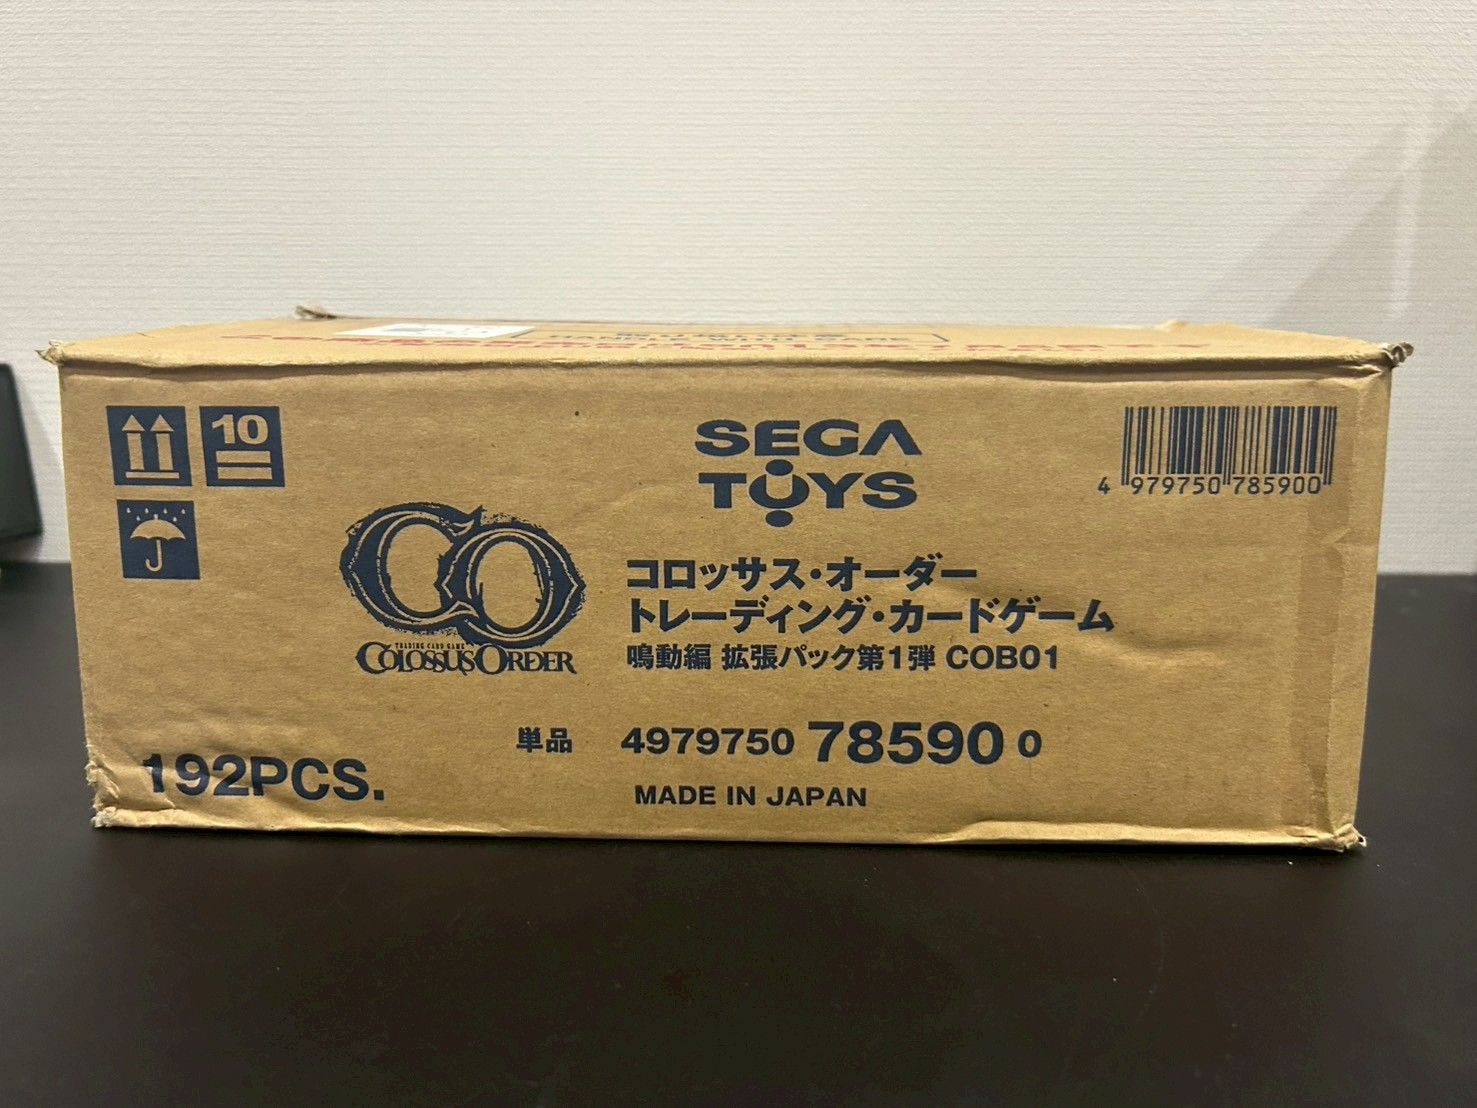 10
SEGA
TOYS
4 979750 785900
CO
TRADING CARD GAME
COLOSSUS ORDER
コロッサス・オーダー
トレーディング・カードゲーム
鳴動編 拡張パック第1弾 COB01
単品 4979750 78590 0
192PCS.
MADE IN JAPAN